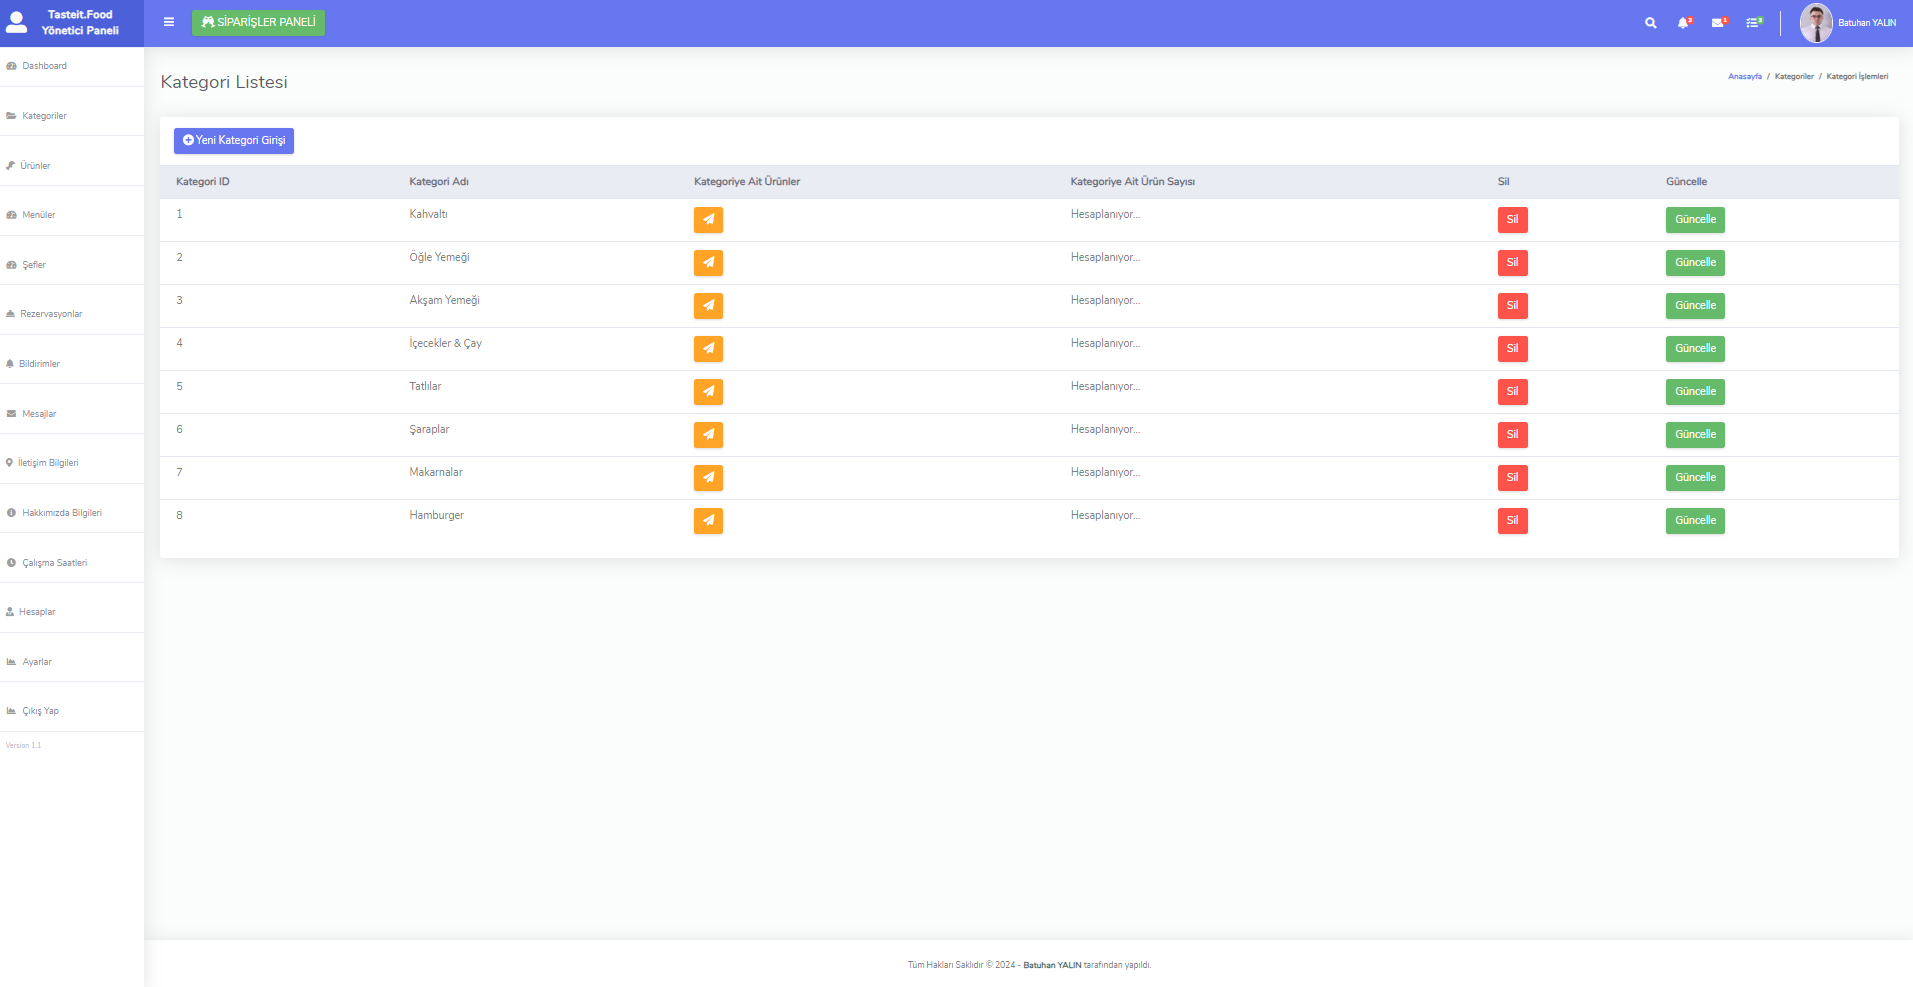 Tasteit.Food
Yönetici Paneli
SİPARİŞLER PANELİ
3
1
3
Batuhan YALIN
Dashboard
Kategoriler
Ürünler
Menüler
Şefler
Rezervasyonlar
Bildirimler
Mesajlar
İletişim Bilgileri
Hakkımızda Bilgileri
Çalışma Saatleri
Hesaplar
Ayarlar
Çıkış Yap
Version 1.1
Kategori Listesi
Anasayfa / Kategoriler / Kategori İşlemleri
Yeni Kategori Girişi
Kategori ID Kategori Adı Kategoriye Ait Ürünler Kategoriye Ait Ürün Sayısı Sil Güncelle
1 Kahvaltı Hesaplanıyor... Sil Güncelle
2 Öğle Yemeği Hesaplanıyor... Sil Güncelle
3 Akşam Yemeği Hesaplanıyor... Sil Güncelle
4 İçecekler & Çay Hesaplanıyor... Sil Güncelle
5 Tatlılar Hesaplanıyor... Sil Güncelle
6 Şaraplar Hesaplanıyor... Sil Güncelle
7 Makarnalar Hesaplanıyor... Sil Güncelle
8 Hamburger Hesaplanıyor... Sil Güncelle
Tüm Hakları Saklıdır © 2024 - Batuhan YALIN tarafından yapıldı.